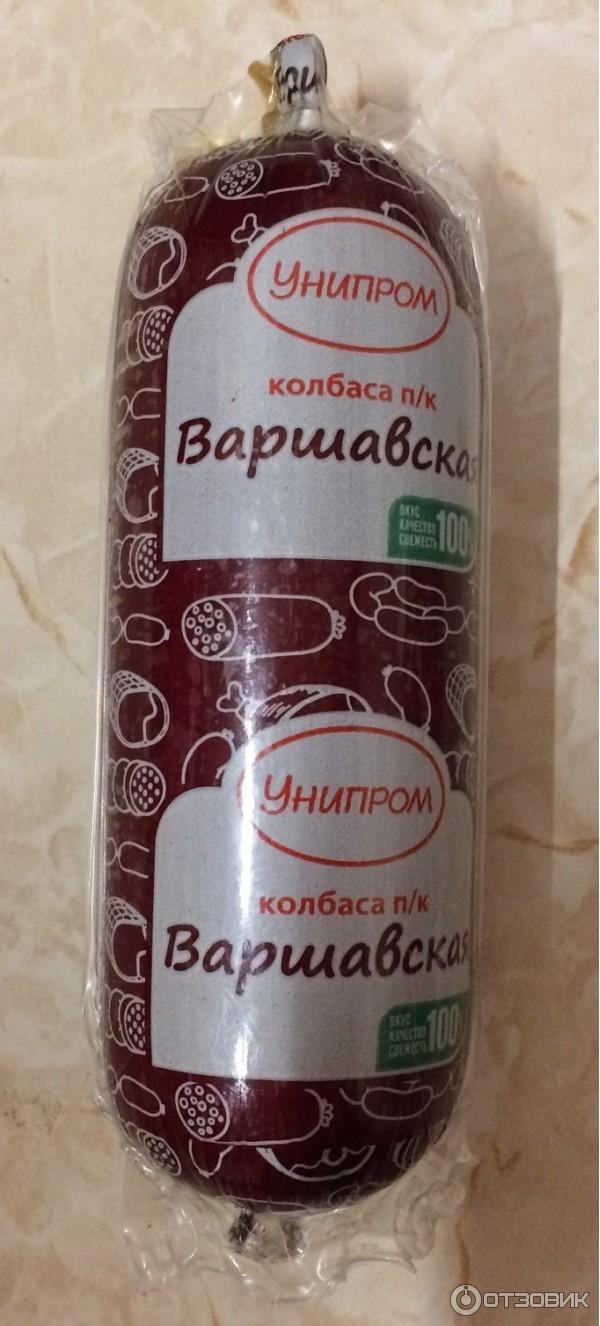 УНИПРОМ
колбаса п/к
Варшавская
ВКУС
КАЧЕСТВО
СВЕЖЕСТЬ
100
УНИПРОМ
колбаса п/к
Варшавская
ВКУС
КАЧЕСТВО
СВЕЖЕСТЬ
100
ОТЗОВИК